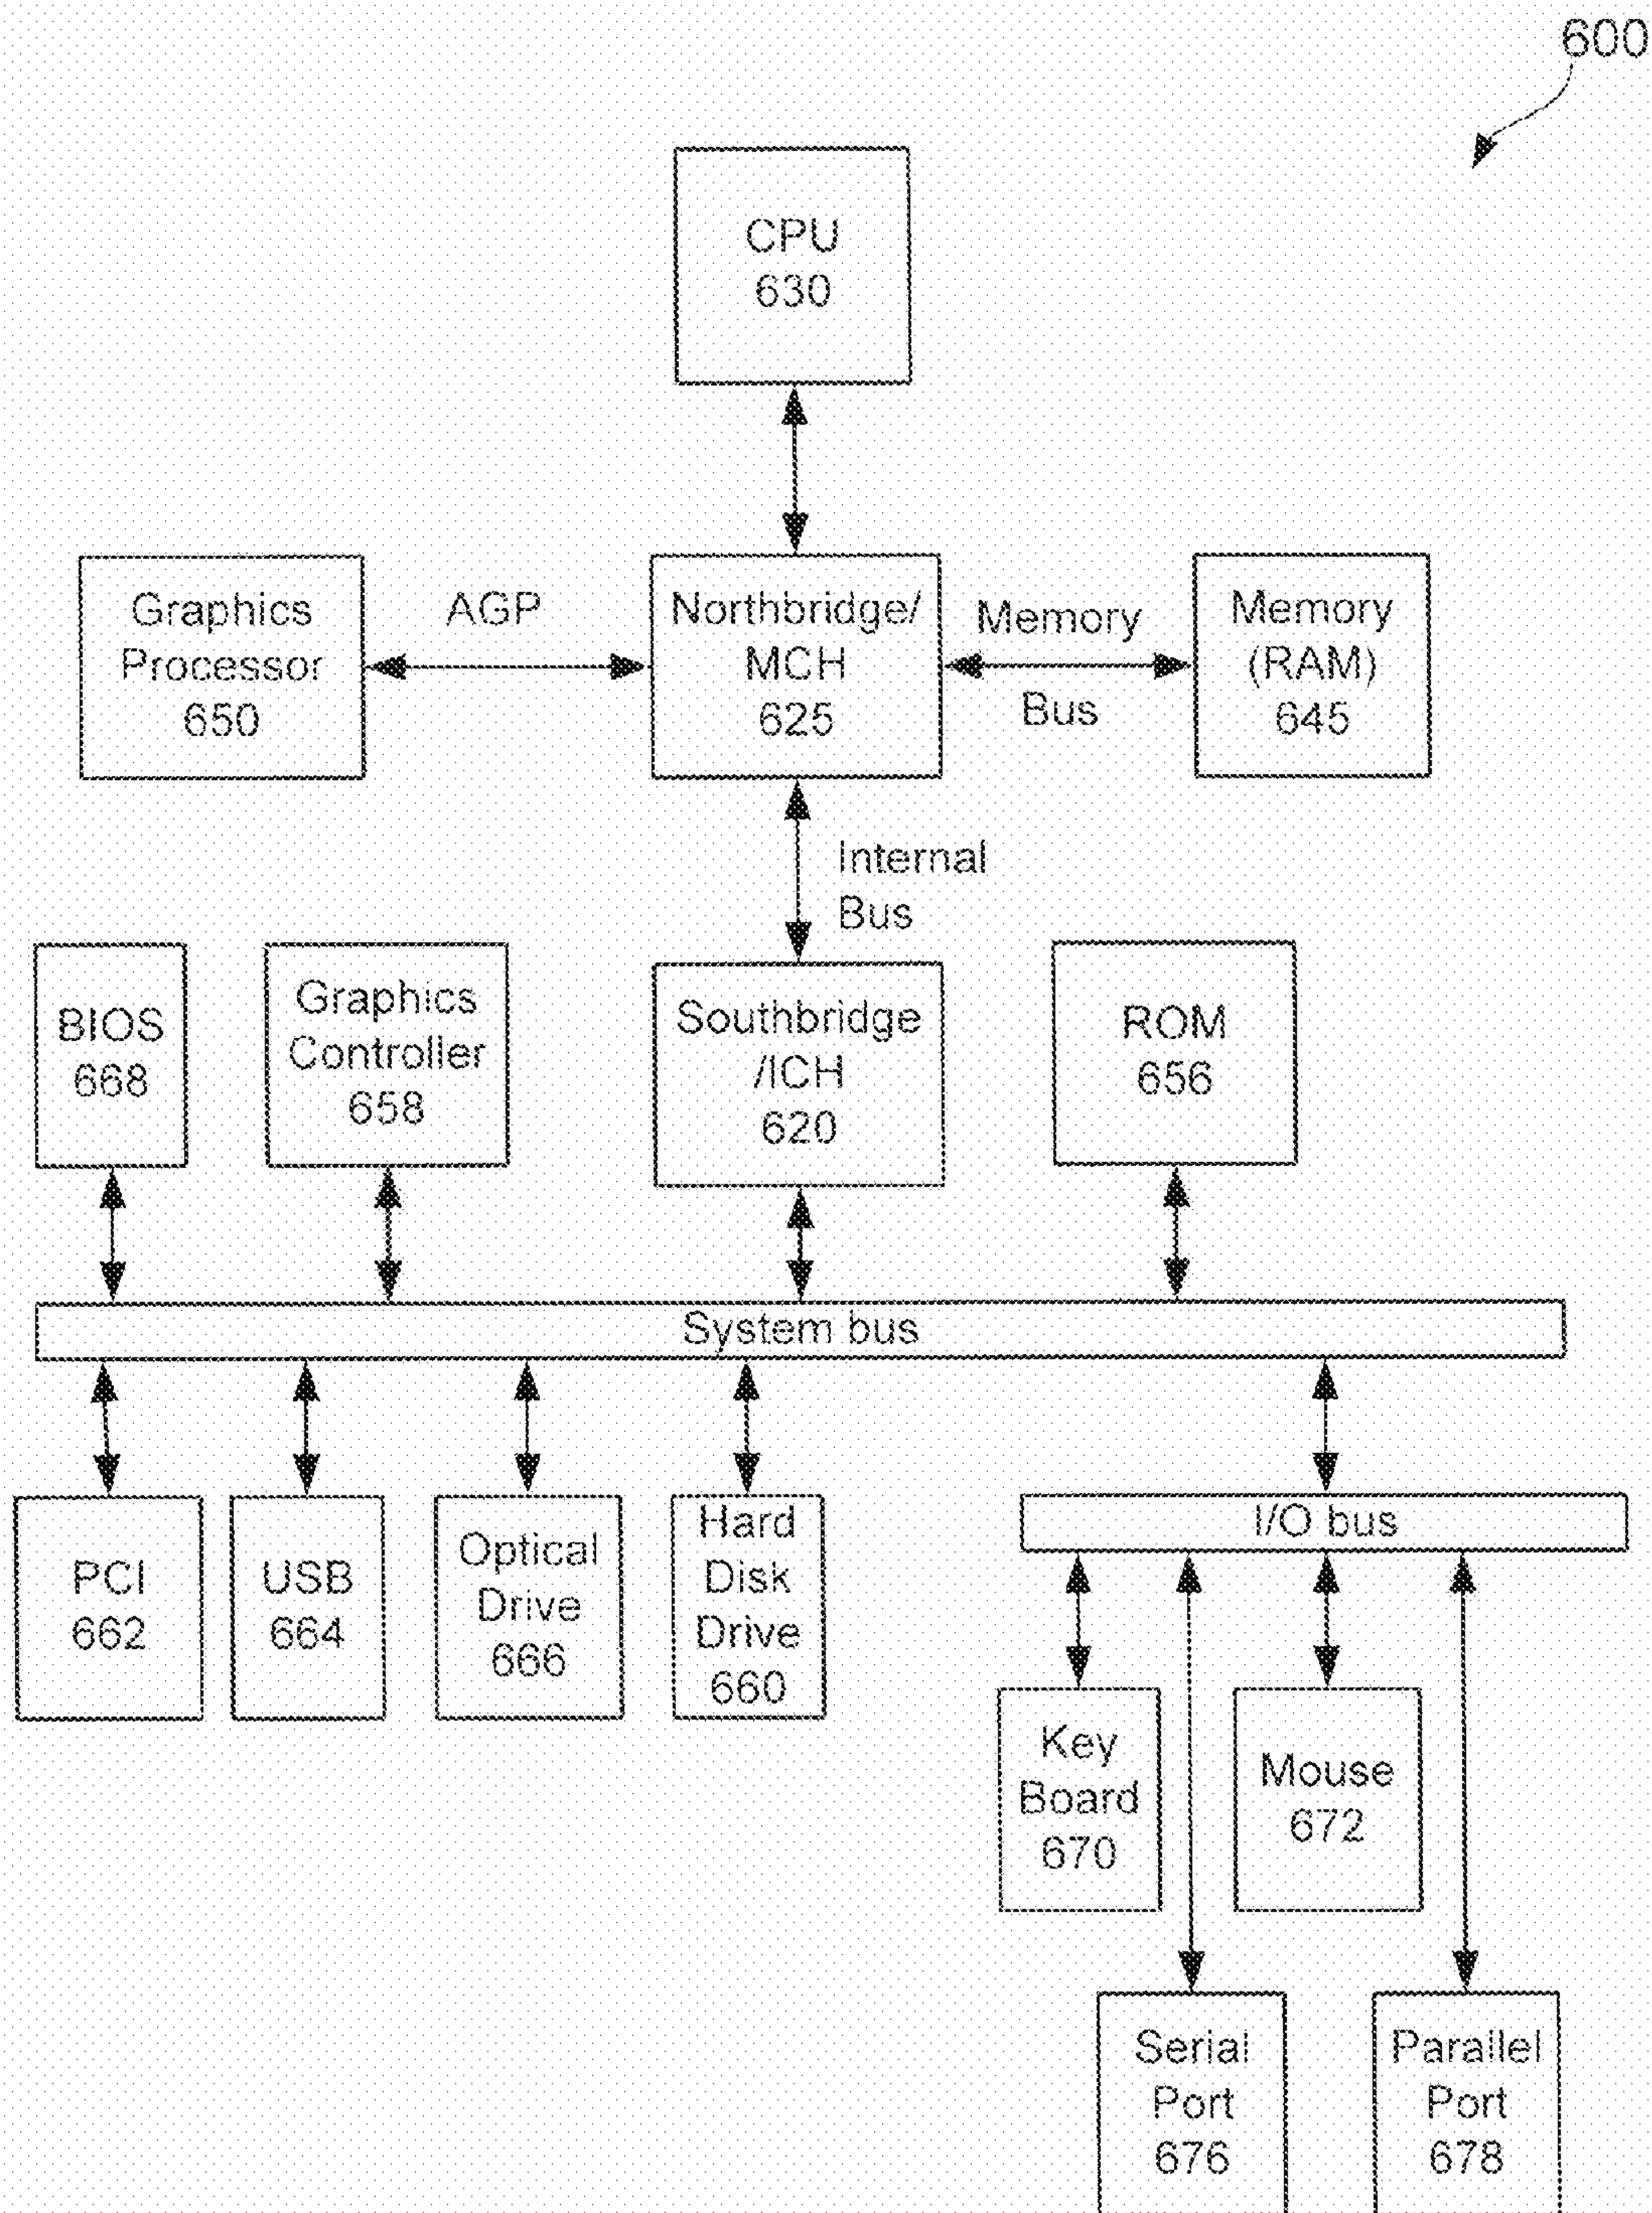 600
CPU
630
Graphics
Processor
650
AGP
Northbridge/
MCH
625
Memory
Bus
Memory
(RAM)
645
Internal
Bus
BIOS
668
Graphics
Controller
658
Southbridge
/ICH
620
ROM
656
System bus
PCI
662
USB
664
Optical
Drive
666
Hard
Disk
Drive
660
I/O bus
Key
Board
670
Mouse
672
Serial
Port
676
Parallel
Port
678